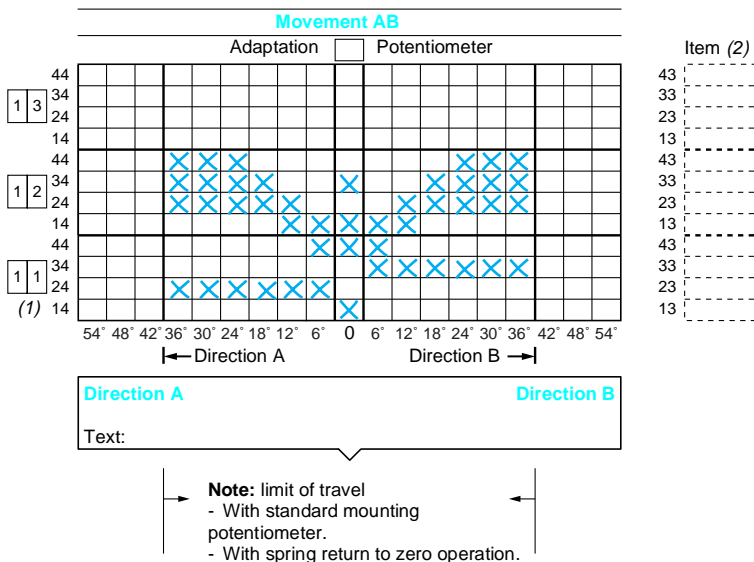 Movement AB
Adaptation Potentiometer Item (2)
44 43
1 3 34 33
24 23
14 13
44 43
1 2 34 33
24 23
14 13
44 43
1 1 34 33
24 23
(1) 14 13
54° 48° 42° 36° 30° 24° 18° 12° 6° 0 6° 12° 18° 24° 30° 36° 42° 48° 54°
Direction A Direction B
Direction A Direction B
Text:
Note: limit of travel
- With standard mounting
potentiometer.
- With spring return to zero operation.